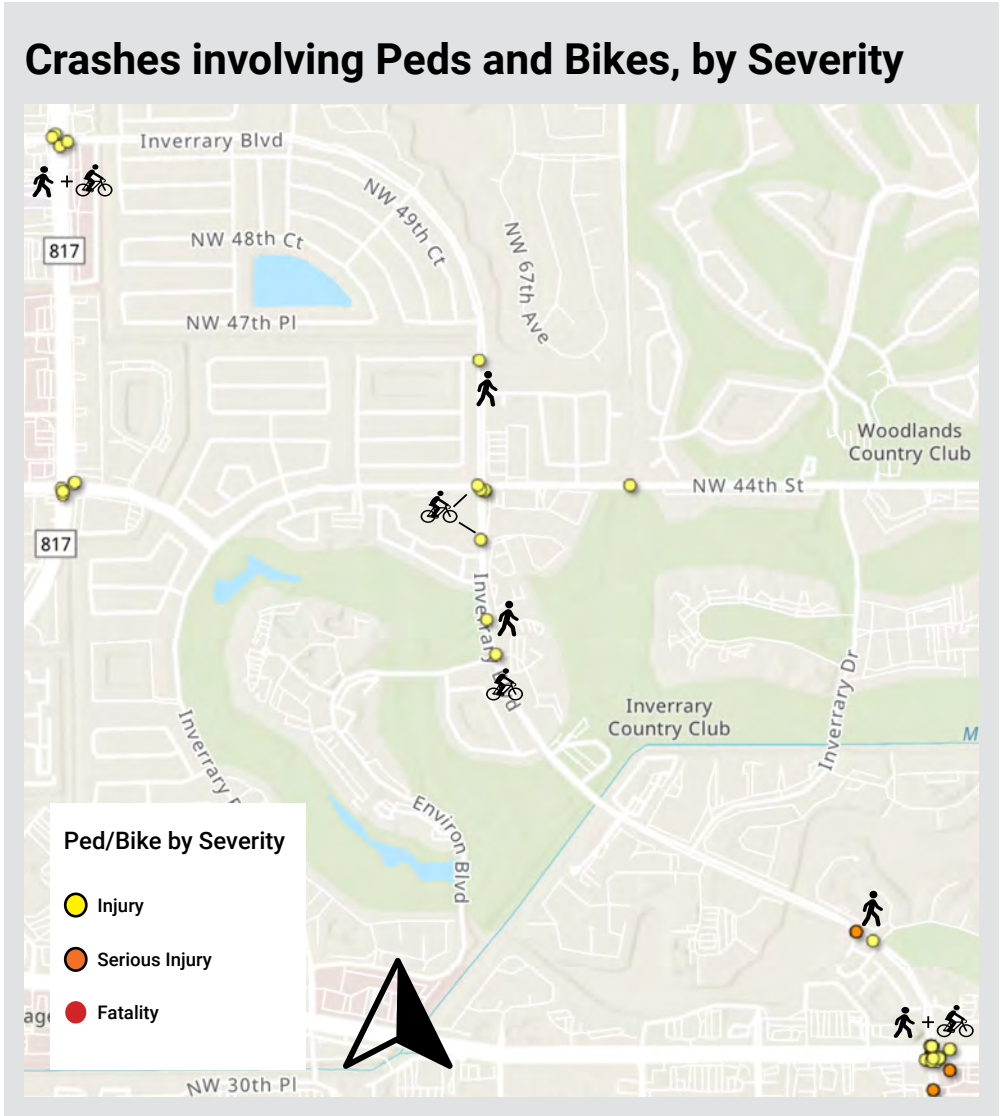 Crashes involving Peds and Bikes, by Severity
Inverrary Blvd
+
NW 49th Ct
NW 67th Ave
NW 48th Ct
817
NW 47th Pl
Woodlands
Country Club
NW 44th St
817
Inverrary Blvd
Inverrary Dr
Inverrary
Country Club
M
Inverrary
Environ Blvd
Ped/Bike by Severity
Injury
Serious Injury
Fatality
+
NW 30th Pl